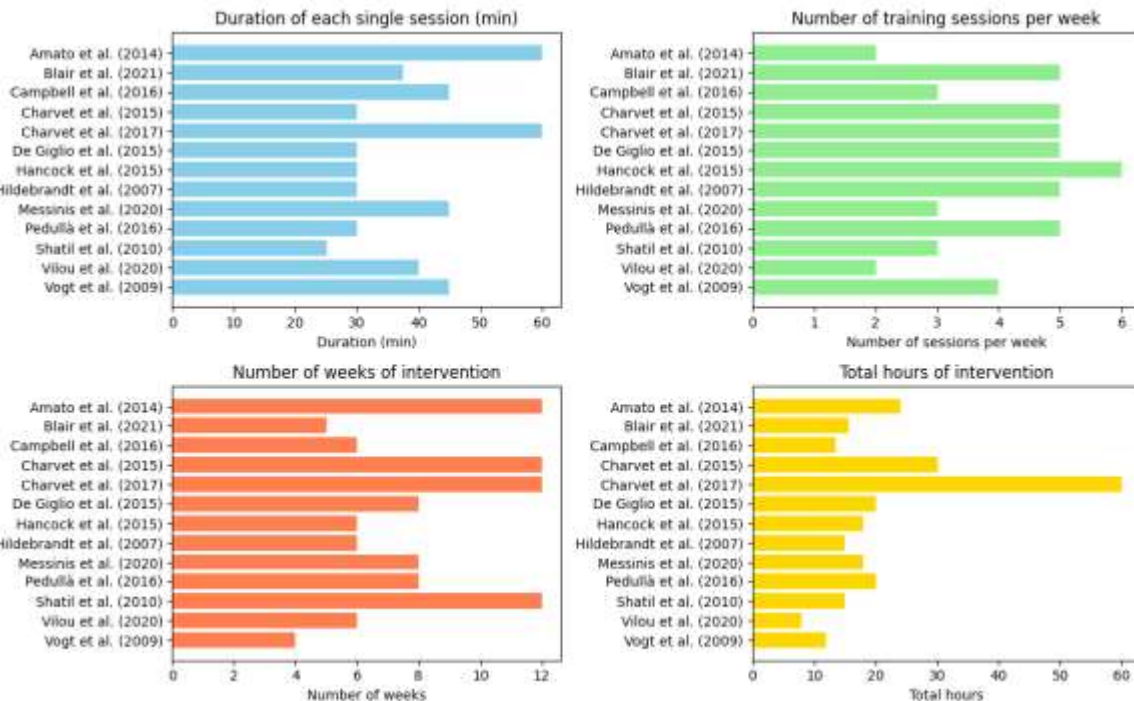 Duration of each single session (min)
Amato et al. (2014)
Blair (2021)
Campbell et al. (2016)
Charvet et al. (2015)
Charvet et al. (2017)
De Giglio et al. (2015)
Hancock et al. (2015)
Hildebrandt et al. (2007)
Messinis et al. (2020)
Pedullà et al. (2016)
Shatil et al. (2010)
Vilou et al. (2020)
Vogt et al. (2009)
0 10 20 30 40 50 60
Duration (min)
Number of training sessions per week
Amato et al. (2014)
Blair (2021)
Campbell et al. (2016)
Charvet et al. (2015)
Charvet et al. (2017)
De Giglio et al. (2015)
Hancock et al. (2015)
Hildebrandt et al. (2007)
Messinis et al. (2020)
Pedullà et al. (2016)
Shatil et al. (2010)
Vilou et al. (2020)
Vogt et al. (2009)
0 1 2 3 4 5 6
Number of sessions per week
Number of weeks of intervention
Amato et al. (2014)
Blair (2021)
Campbell et al. (2016)
Charvet et al. (2015)
Charvet et al. (2017)
De Giglio et al. (2015)
Hancock et al. (2015)
Hildebrandt et al. (2007)
Messinis et al. (2020)
Pedullà et al. (2016)
Shatil et al. (2010)
Vilou et al. (2020)
Vogt et al. (2009)
0 2 4 6 8 10 12
Number of weeks
Total hours of intervention
Amato et al. (2014)
Blair (2021)
Campbell et al. (2016)
Charvet et al. (2015)
Charvet et al. (2017)
De Giglio et al. (2015)
Hancock et al. (2015)
Hildebrandt et al. (2007)
Messinis et al. (2020)
Pedullà et al. (2016)
Shatil et al. (2010)
Vilou et al. (2020)
Vogt et al. (2009)
0 10 20 30 40 50 60
Total hours